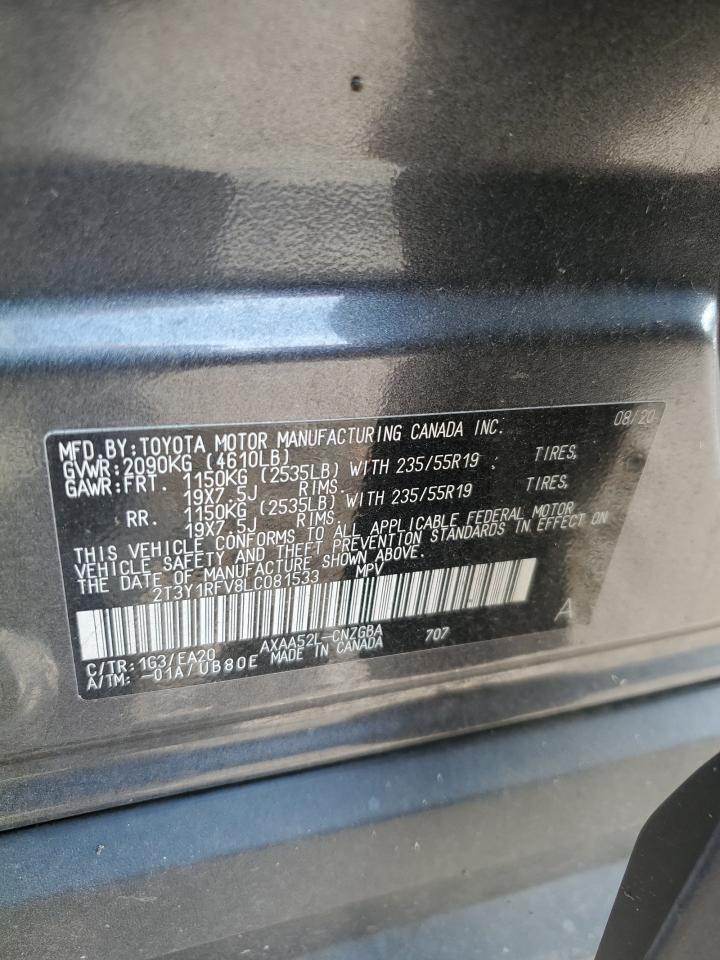 08/20
MFD.BY:TOYOTA MOTOR MANUFACTURING CANADA INC.
GVWR:2090KG (4610LB)
GAWR:FRT. 1150KG (2535LB) WITH 235/55R19 TIRES,
19X7.5J RIMS.
RR. 1150KG (2535LB) WITH 235/55R19 TIRES,
19X7.5J RIMS.
THIS VEHICLE CONFORMS TO ALL APPLICABLE FEDERAL MOTOR
VEHICLE SAFETY AND THEFT PREVENTION STANDARDS IN EFFECT ON
THE DATE OF MANUFACTURE SHOWN ABOVE.
2T3Y1RFV8LC081533 MPV
A
C/TR:1G3/EA20 AXAA52L-CNZGBA 707
A/TM: -01A/UB80E MADE IN CANADA